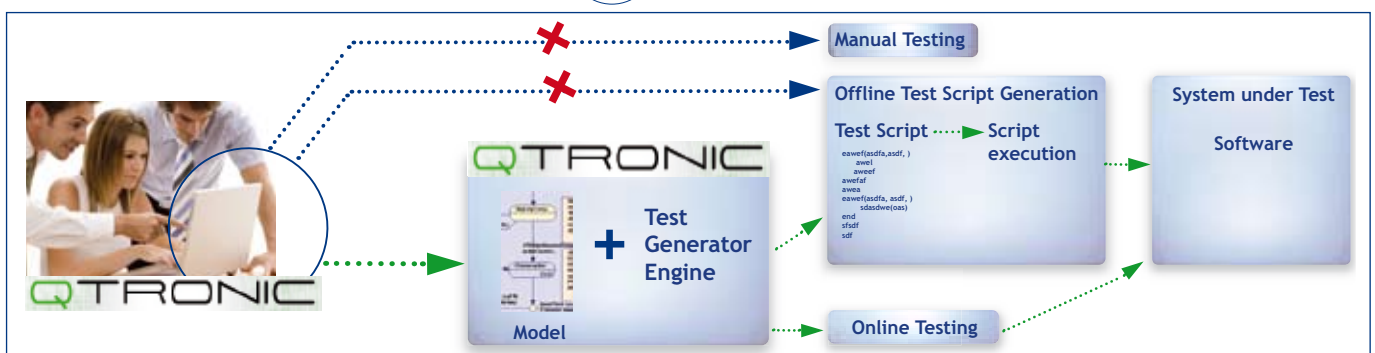 Manual Testing
Offline Test Script Generation
Test Script
Script
execution
eawef(asdfa,asdf, )
awel
aweef
awefaf
awea
eawef(asdfa, asdf, )
sdasdwe(oas)
end
sfsdf
sdf
System under Test
Software
QTRONIC
QTRONIC
+
Test
Generator
Engine
Model
Online Testing